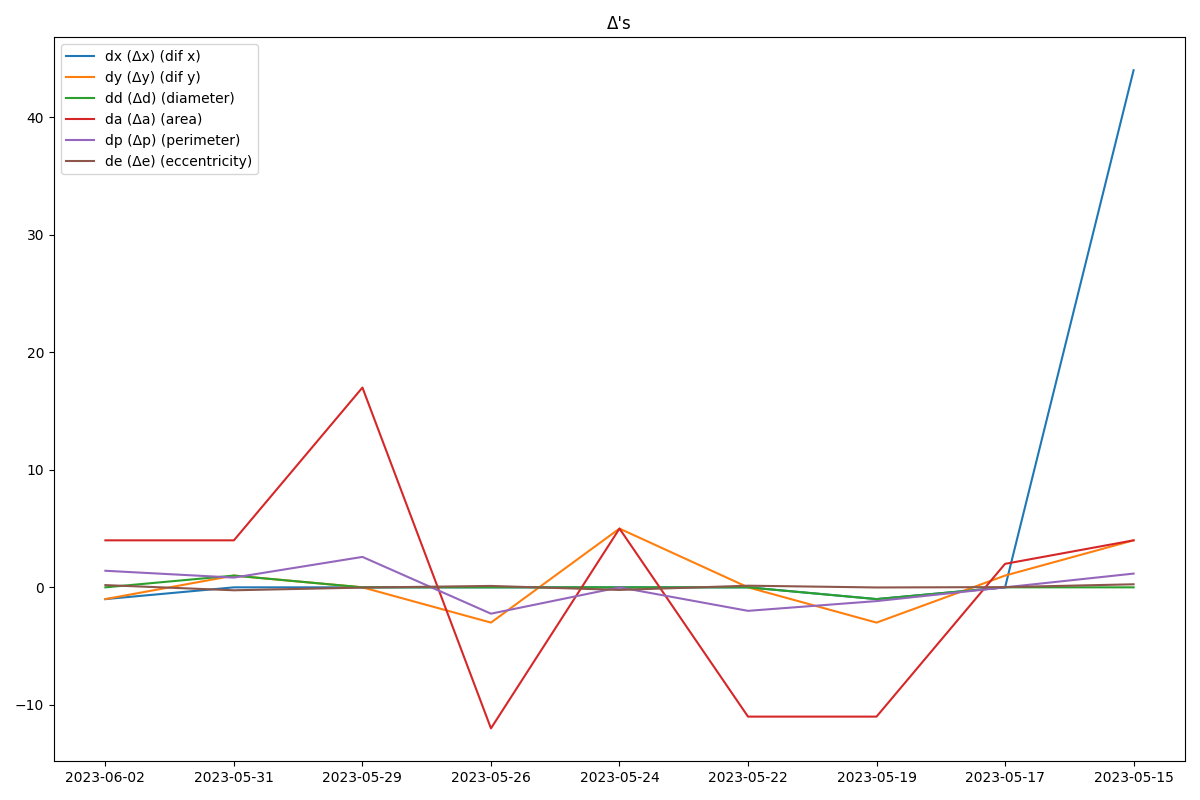 Δ's
dx (Δx) (dif x)
dy (Δy) (dif y)
dd (Δd) (diameter)
da (Δa) (area)
dp (Δp) (perimeter)
de (Δe) (eccentricity)
40
30
20
10
0
−10
2023-06-02 2023-05-31 2023-05-29 2023-05-26 2023-05-24 2023-05-22 2023-05-19 2023-05-17 2023-05-15